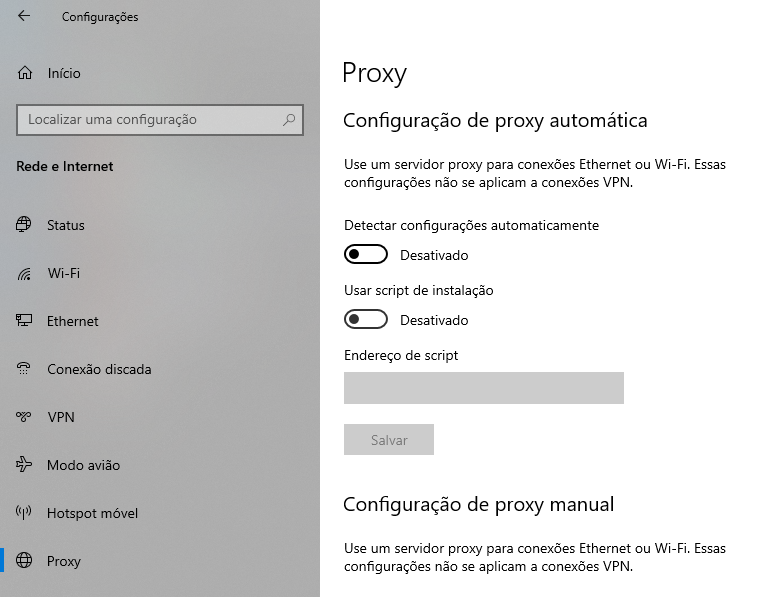 Configurações
Início
Localizar uma configuração
Rede e Internet
Status
Wi-Fi
Ethernet
Conexão discada
VPN
Modo avião
Hotspot móvel
Proxy
Proxy
Configuração de proxy automática
Use um servidor proxy para conexões Ethernet ou Wi-Fi. Essas
configurações não se aplicam a conexões VPN.
Detectar configurações automaticamente
Desativado
Usar script de instalação
Desativado
Endereço de script
Salvar
Configuração de proxy manual
Use um servidor proxy para conexões Ethernet ou Wi-Fi. Essas
configurações não se aplicam a conexões VPN.